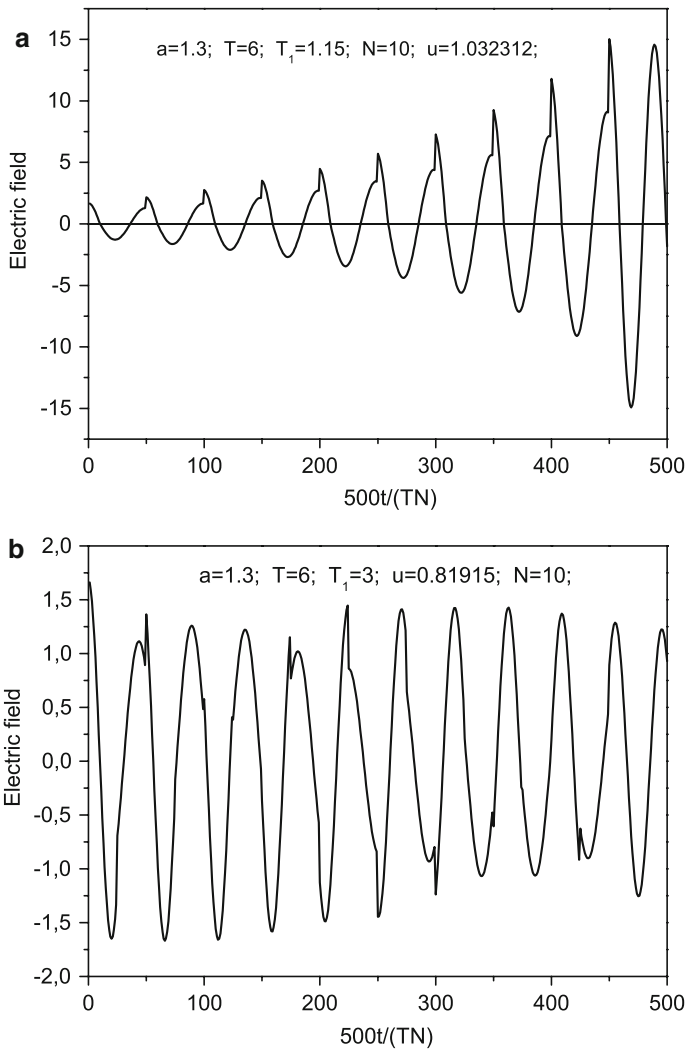 a
a=1.3; T=6; T₁=1.15; N=10; u=1.032312;
15
10
5
0
-5
-10
-15
Electric field
0 100 200 300 400 500
500t/(TN)
b
a=1.3; T=6; T₁=3; u=0.81915; N=10;
2,0
1,5
1,0
0,5
0,0
-0,5
-1,0
-1,5
-2,0
Electric field
0 100 200 300 400 500
500t/(TN)